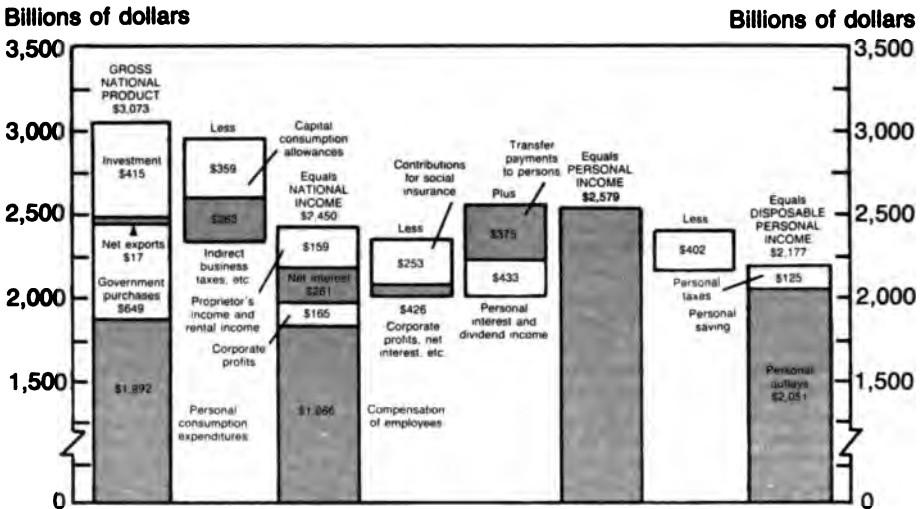 Billions of dollars
Billions of dollars
3,500
3,000
2,500
2,000
1,500
0
GROSS
NATIONAL
PRODUCT
$3,073
Investment
$415
Net exports
$17
Government
purchases
$649
$1,992
Personal
consumption
expenditures
Less
$359
Capital
consumption
allowances
$263
Indirect
business
taxes, etc
Equals
NATIONAL
INCOME
$2,450
$159
Proprietor's
income and
rental income
Net interest
$261
$165
Corporate
profits
$1,866
Compensation
of employees
Less
Contributions
for social
insurance
$253
$426
Corporate
profits, net
interest, etc.
Plus
Transfer
payments
to persons
$375
$433
Personal
interest and
dividend income
Equals
PERSONAL
INCOME
$2,579
Less
$402
Personal
taxes
Equals
DISPOSABLE
PERSONAL
INCOME
$2,177
$125
Personal
saving
Personal
outlays
$2,051
3,500
3,000
2,500
2,000
1,500
0